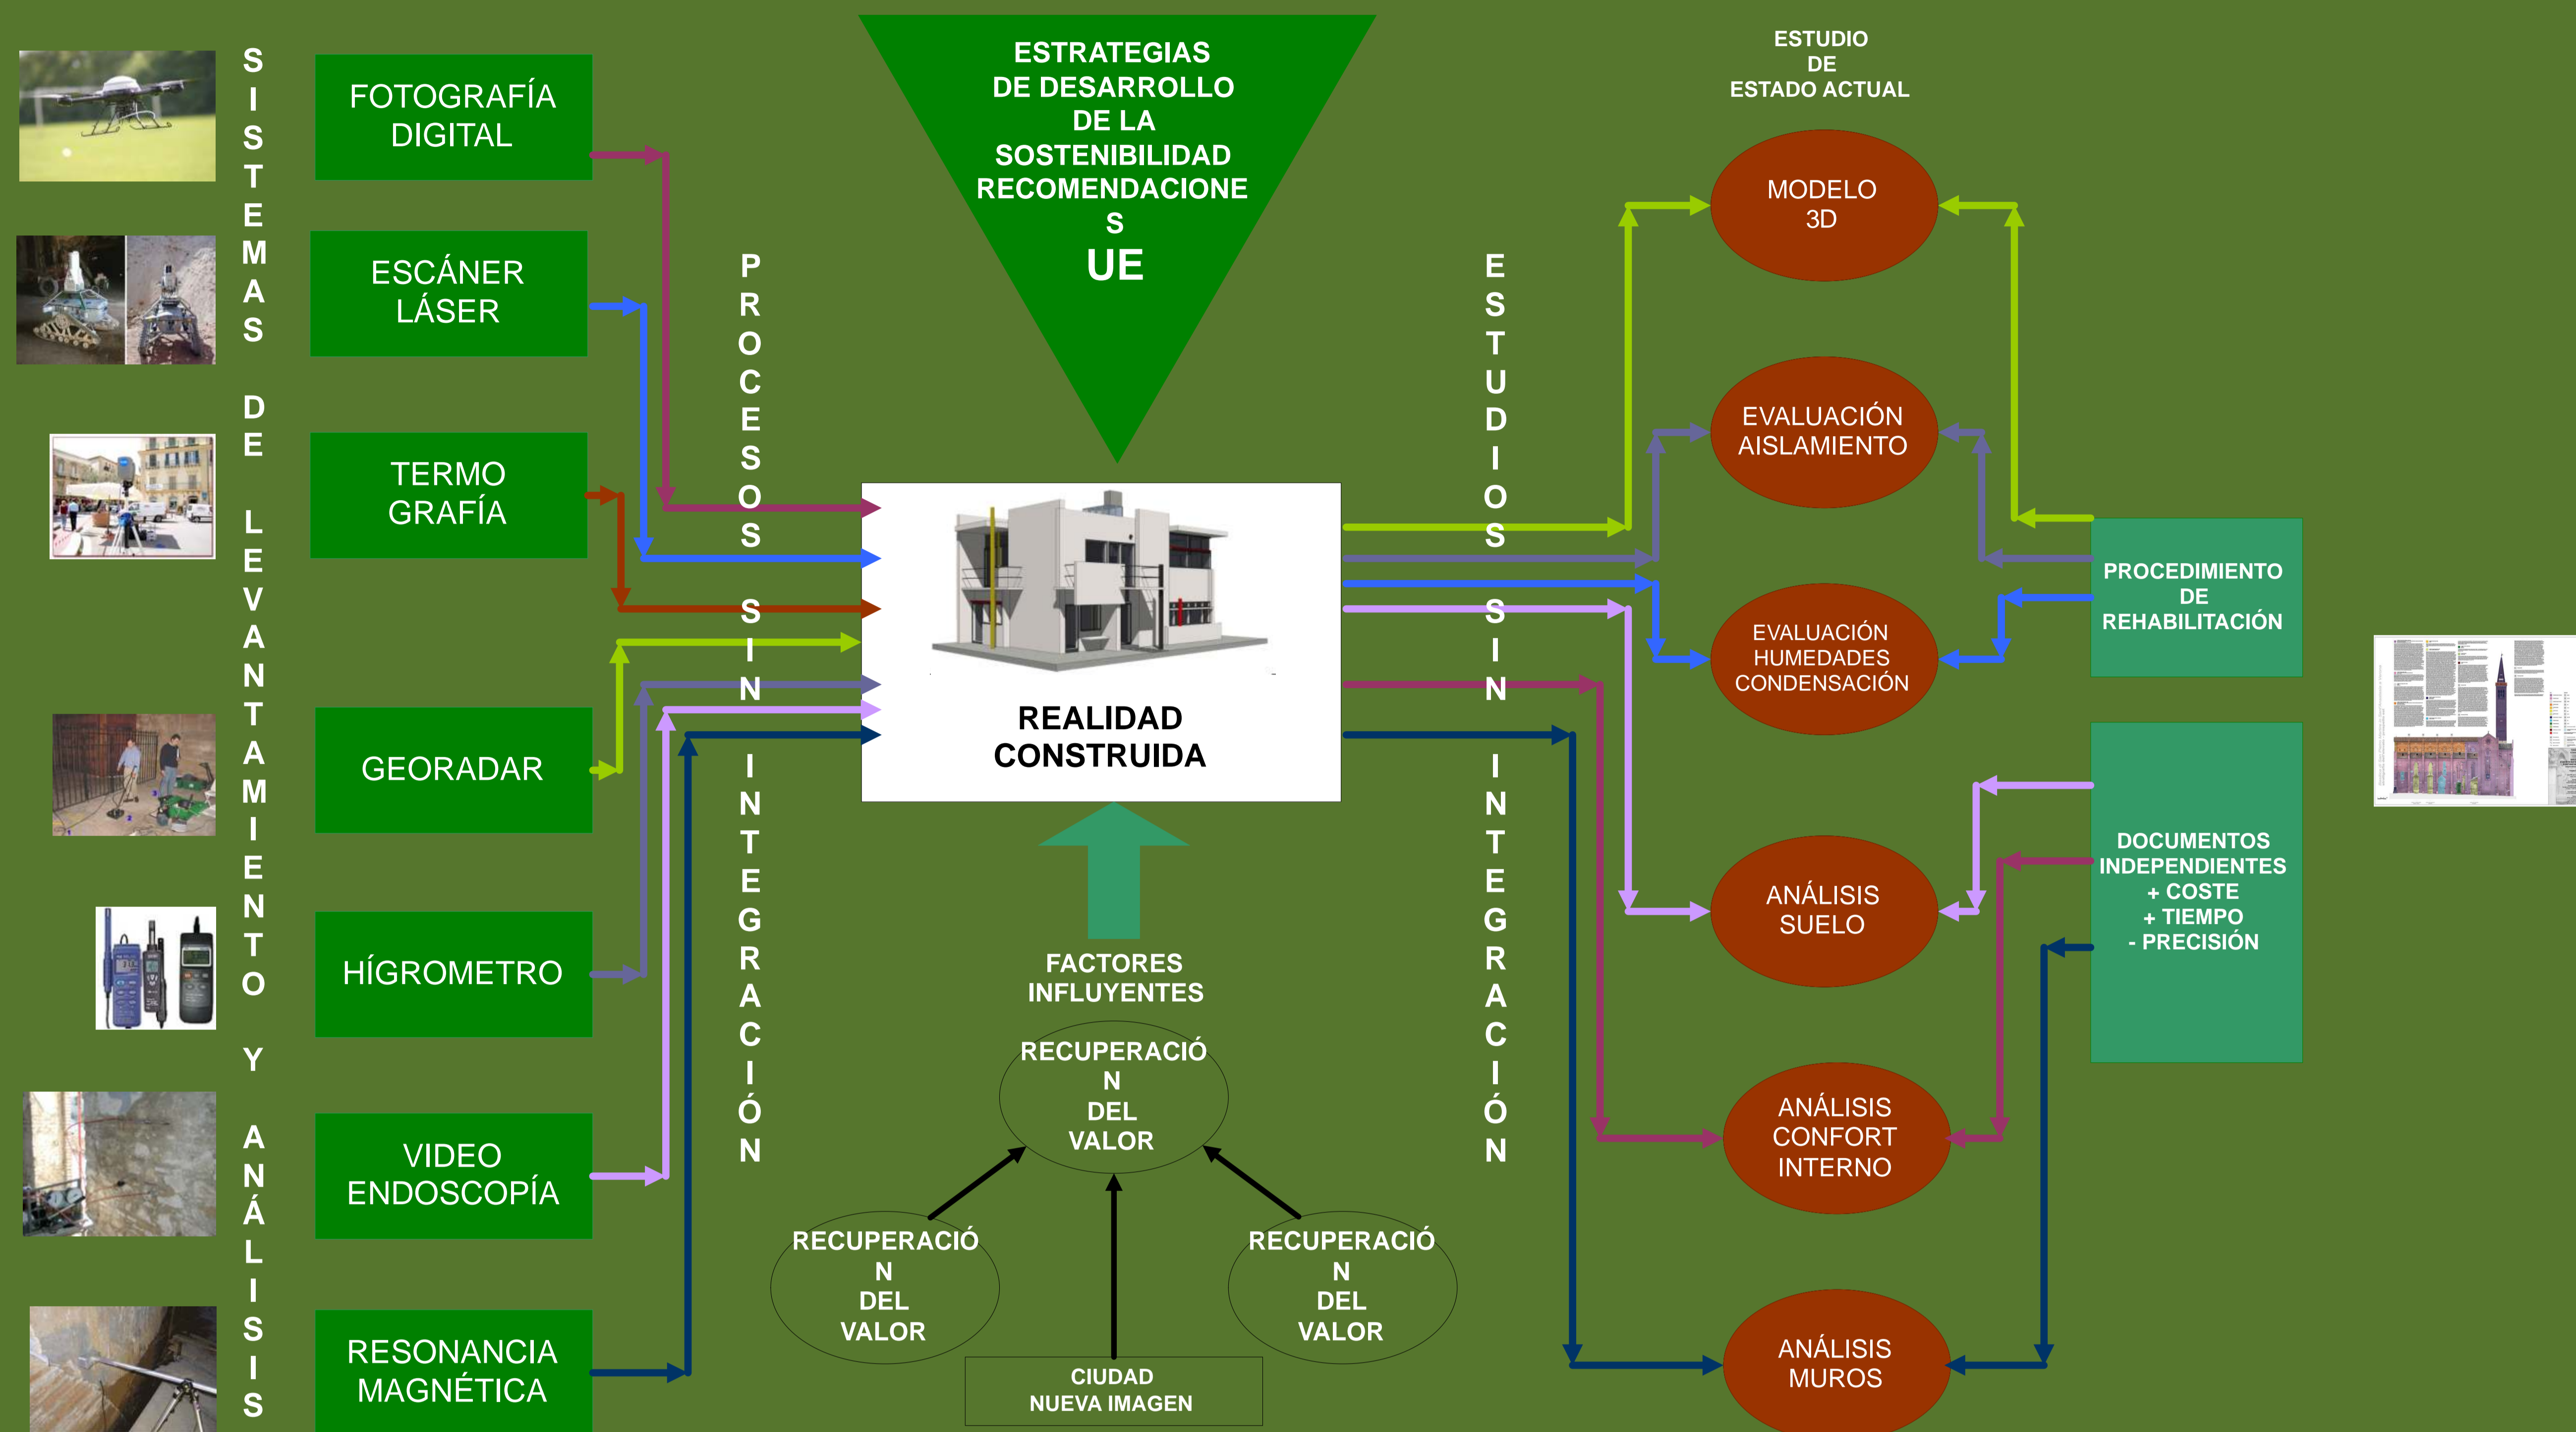 SISTEMAS DE LEVANTAMIENTO Y ANÁLISIS
FOTOGRAFÍA
DIGITAL
ESCÁNER
LÁSER
TERMO
GRAFÍA
GEORADAR
HÍGROMETRO
VIDEO
ENDOSCOPÍA
RESONANCIA
MAGNÉTICA
PROCESOS SIN INTEGRACIÓN
ESTRATEGIAS
DE DESARROLLO
DE LA
SOSTENIBILIDAD
RECOMENDACIONE
S
UE
REALIDAD
CONSTRUIDA
FACTORES
INFLUYENTES
RECUPERACIÓ
N
DEL
VALOR
RECUPERACIÓ
N
DEL
VALOR
RECUPERACIÓ
N
DEL
VALOR
CIUDAD
NUEVA IMAGEN
ESTUDIOS SIN INTEGRACIÓN
ESTUDIO
DE
ESTADO ACTUAL
MODELO
3D
EVALUACIÓN
AISLAMIENTO
EVALUACIÓN
HUMEDADES
CONDENSACIÓN
ANÁLISIS
SUELO
ANÁLISIS
CONFORT
INTERNO
ANÁLISIS
MUROS
PROCEDIMIENTO
DE
REHABILITACIÓN
DOCUMENTOS
INDEPENDIENTES
+ COSTE
+ TIEMPO
- PRECISIÓN